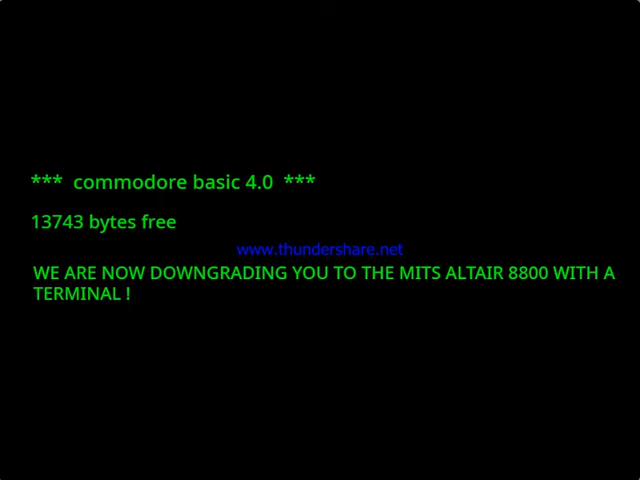 ***  commodore basic 4.0  ***
13743 bytes free
www.thundershare.net
WE ARE NOW DOWNGRADING YOU TO THE MITS ALTAIR 8800 WITH A
TERMINAL !